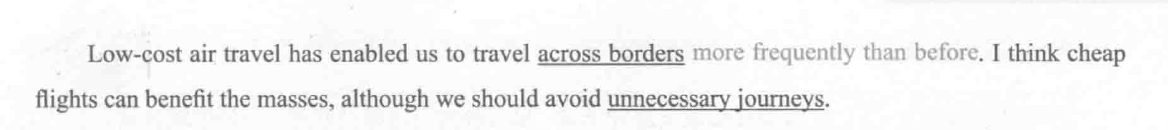 Low-cost air travel has enabled us to travel across borders more frequently than before. I think cheap
flights can benefit the masses, although we should avoid unnecessary journeys.